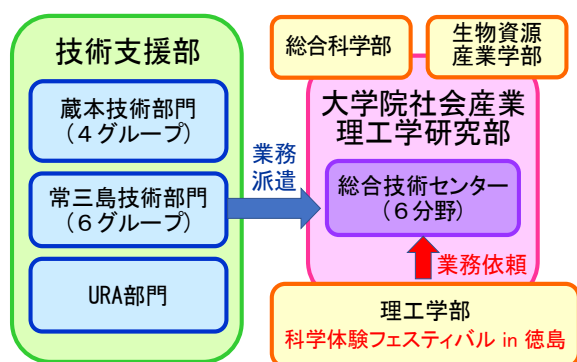 技術支援部
蔵本技術部門
（４グループ）
常三島技術部門
（６グループ）
URA部門
業務
派遣
総合科学部
生物資源
産業学部
大学院社会産業
理工学研究部
総合技術センター
（６分野）
業務依頼
理工学部
科学体験フェスティバル in 徳島